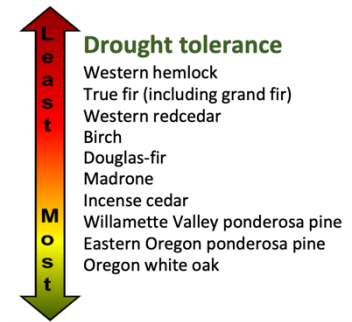 Least
Most
Drought tolerance
Western hemlock
True fir (including grand fir)
Western redcedar
Birch
Douglas-fir
Madrone
Incense cedar
Willamette Valley ponderosa pine
Eastern Oregon ponderosa pine
Oregon white oak